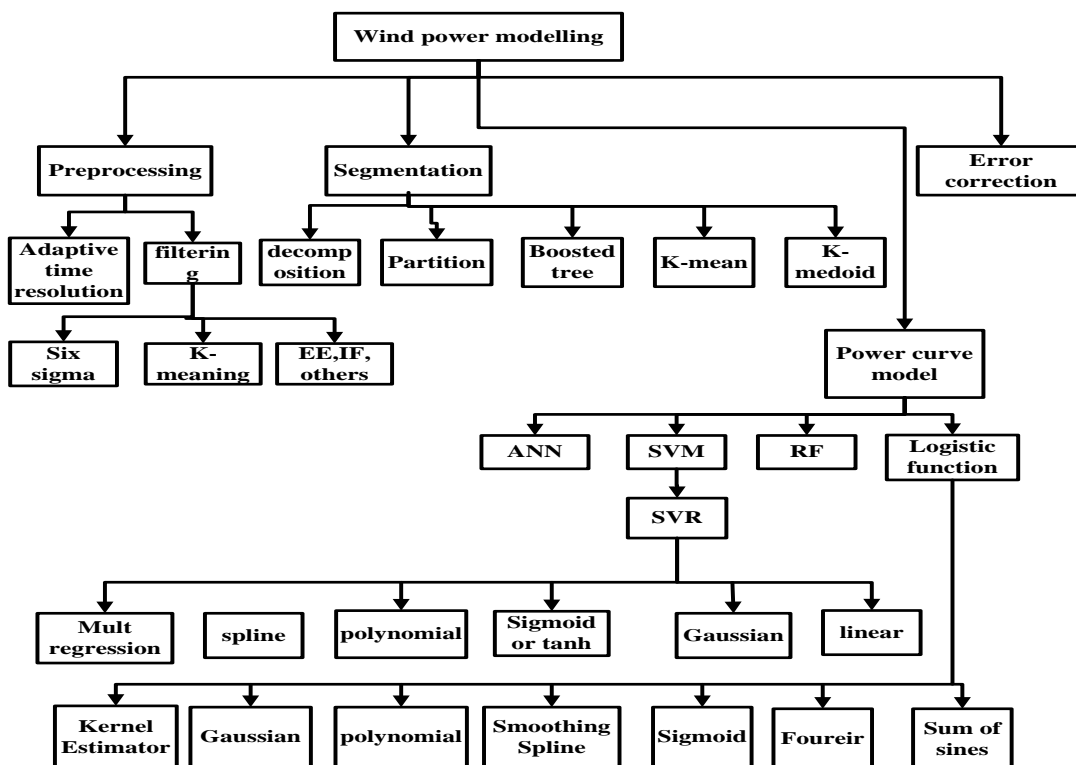 Wind power modelling
Preprocessing
Segmentation
Error
correction
Adaptive
time
resolution
filterin
g
decomp
osition
Partition
Boosted
tree
K-mean
K-
medoid
Six
sigma
K-
meaning
EE,IF,
others
Power curve
model
ANN
SVM
RF
Logistic
function
SVR
Mult
regression
spline
polynomial
Sigmoid
or tanh
Gaussian
linear
Kernel
Estimator
Gaussian
polynomial
Smoothing
Spline
Sigmoid
Foureir
Sum of
sines